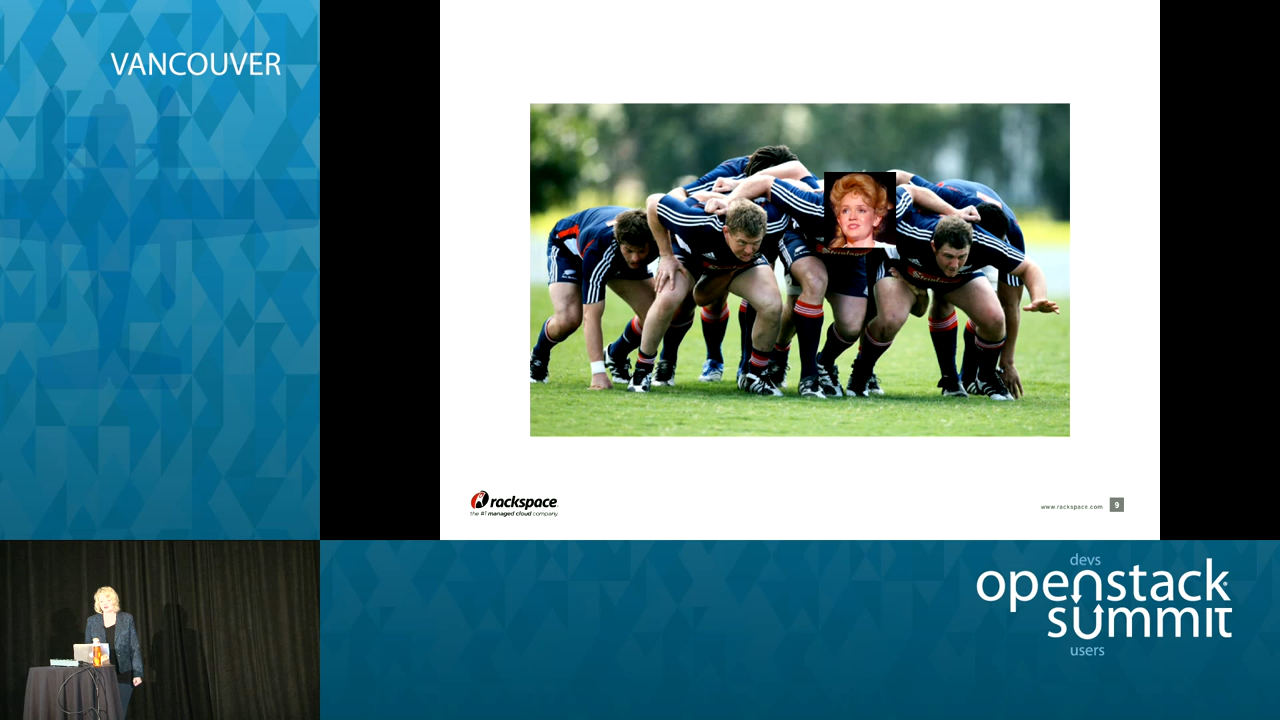 VANCOUVER
rackspace
the #1 managed cloud company
www.rackspace.com
9
devs
openstack
summit
users